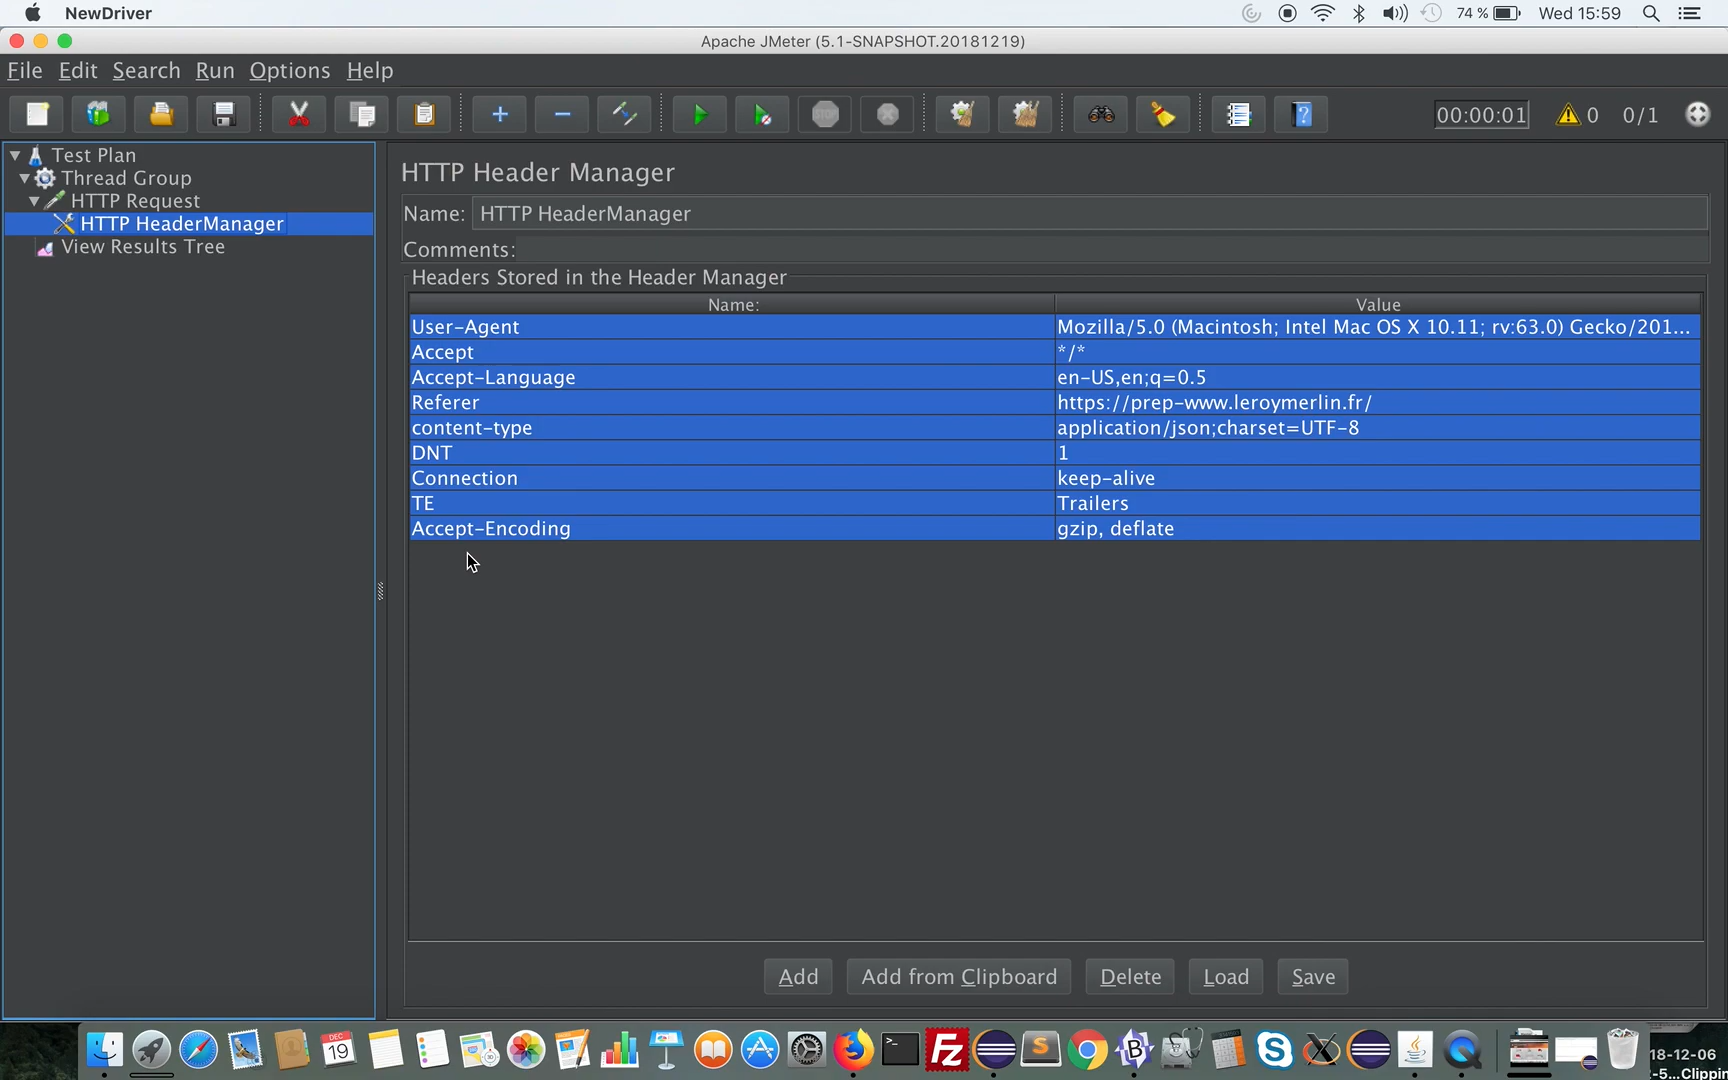 NewDriver
74 %
Wed 15:59
Apache JMeter (5.1-SNAPSHOT.20181219)
File Edit Search Run Options Help
STOP
00:00:01
0
0/1
Test Plan
Thread Group
HTTP Request
HTTP HeaderManager
View Results Tree
HTTP Header Manager
Name: HTTP HeaderManager
Comments:
Headers Stored in the Header Manager
Name: Value
User-Agent Mozilla/5.0 (Macintosh; Intel Mac OS X 10.11; rv:63.0) Gecko/201...
Accept */*
Accept-Language en-US,en;q=0.5
Referer https://prep-www.leroymerlin.fr/
content-type application/json;charset=UTF-8
DNT 1
Connection keep-alive
TE Trailers
Accept-Encoding gzip, deflate
Add Add from Clipboard Delete Load Save
DEC
19
18-12-06
-5...Clippin